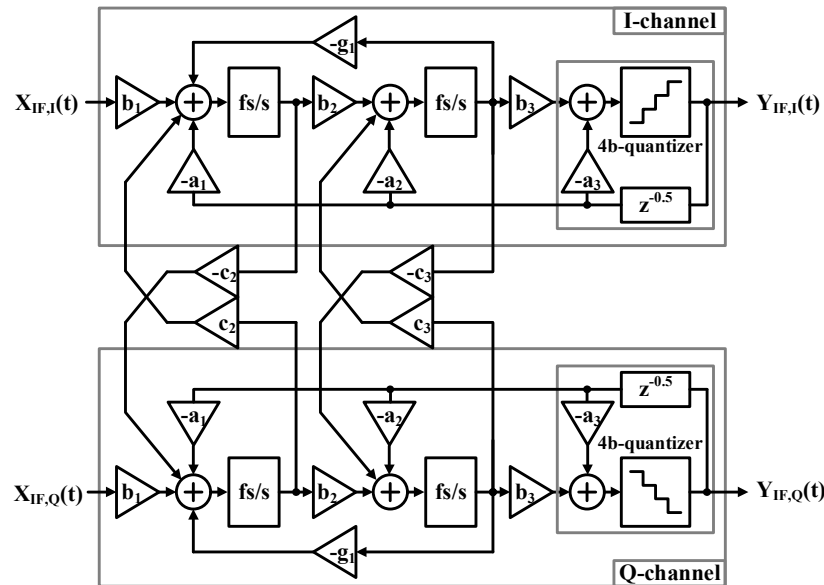 I-channel
-g₁
X_IF,I(t) b₁ + fs/s b₂ + fs/s b₃ + Y_IF,I(t)
4b-quantizer
-a₁ -a₂ -a₃
z^-0.5
-c₂ -c₃
c₂ c₃
z^-0.5
-a₁ -a₂ -a₃
4b-quantizer
X_IF,Q(t) b₁ + fs/s b₂ + fs/s b₃ + Y_IF,Q(t)
-g₁
Q-channel